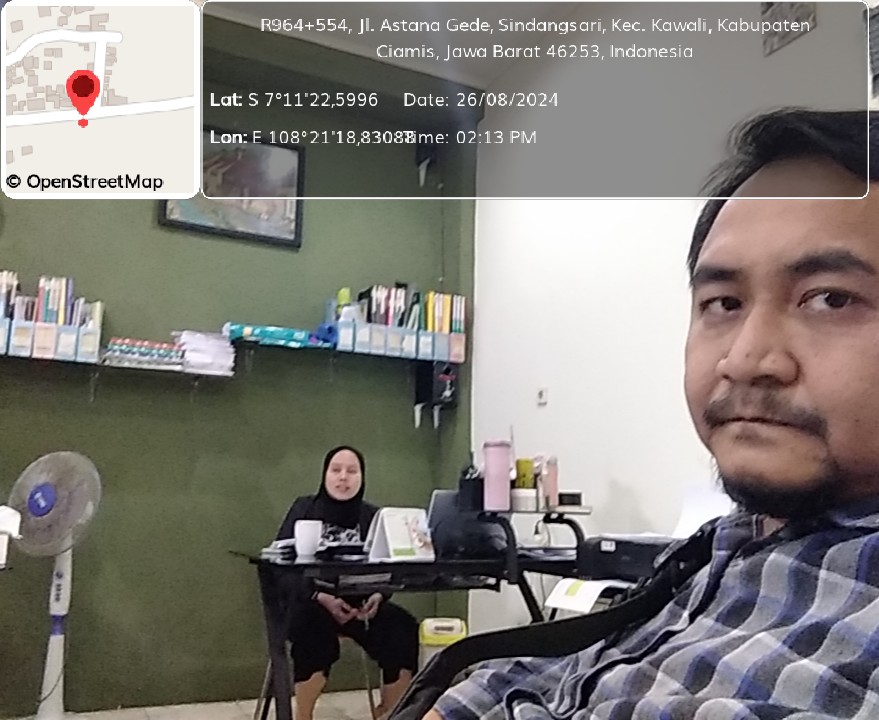 R964+554, Jl. Astana Gede, Sindangsari, Kec. Kawali, Kabupaten
Ciamis, Jawa Barat 46253, Indonesia
Lat: S 7°11'22,5996 Date: 26/08/2024
Lon: E 108°21'18,83088 Time: 02:13 PM
© OpenStreetMap